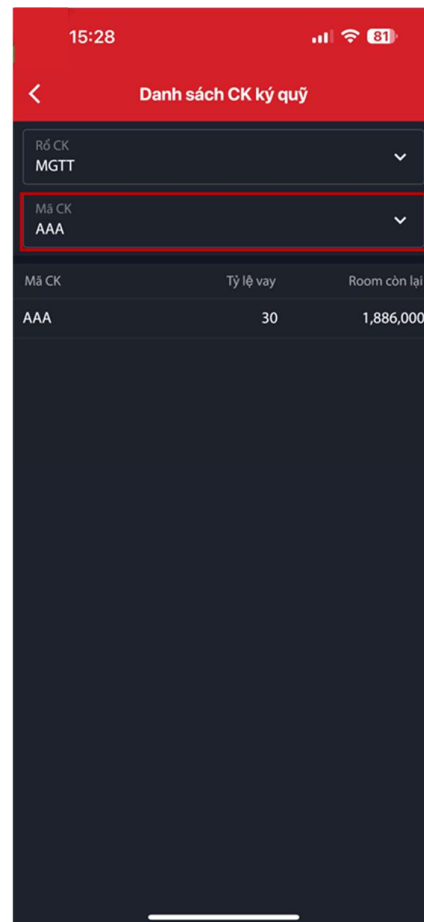 15:28 81
Danh sách CK ký quỹ
Rổ CK
MGTT
Mã CK
AAA
Mã CK Tỷ lệ vay Room còn lại
AAA 30 1,886,000